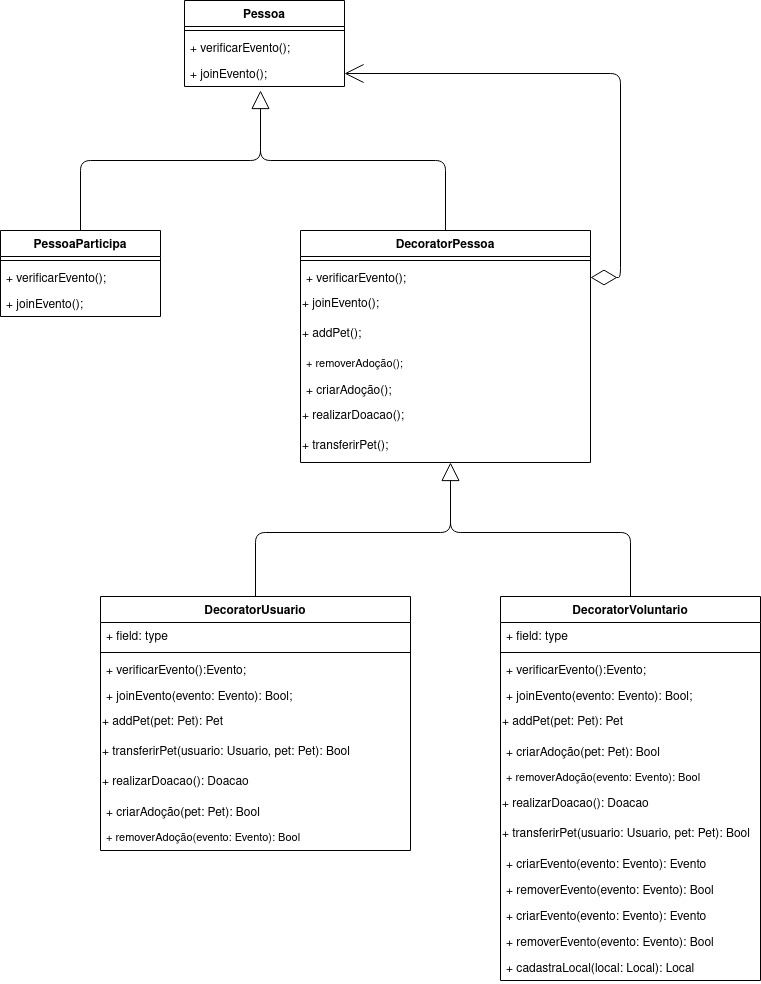 Pessoa
+ verificarEvento();
+ joinEvento();
PessoaParticipa
+ verificarEvento();
+ joinEvento();
DecoratorPessoa
+ verificarEvento();
+ joinEvento();
+ addPet();
+ removerAdoção();
+ criarAdoção();
+ realizarDoacao();
+ transferirPet();
DecoratorUsuario
+ field: type
+ verificarEvento():Evento;
+ joinEvento(evento: Evento): Bool;
+ addPet(pet: Pet): Pet
+ transferirPet(usuario: Usuario, pet: Pet): Bool
+ realizarDoacao(): Doacao
+ criarAdoção(pet: Pet): Bool
+ removerAdoção(evento: Evento): Bool
DecoratorVoluntario
+ field: type
+ verificarEvento():Evento;
+ joinEvento(evento: Evento): Bool;
+ addPet(pet: Pet): Pet
+ criarAdoção(pet: Pet): Bool
+ removerAdoção(evento: Evento): Bool
+ realizarDoacao(): Doacao
+ transferirPet(usuario: Usuario, pet: Pet): Bool
+ criarEvento(evento: Evento): Evento
+ removerEvento(evento: Evento): Bool
+ criarEvento(evento: Evento): Evento
+ removerEvento(evento: Evento): Bool
+ cadastraLocal(local: Local): Local